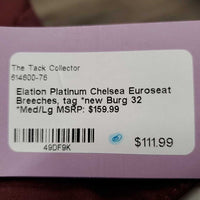 The Tack Collector
614600-76
Elation Platinum Chelsea Euroseat
Breeches, tag *new Burg 32
*Med/Lg MSRP: $159.99
49DF9K
$111.99